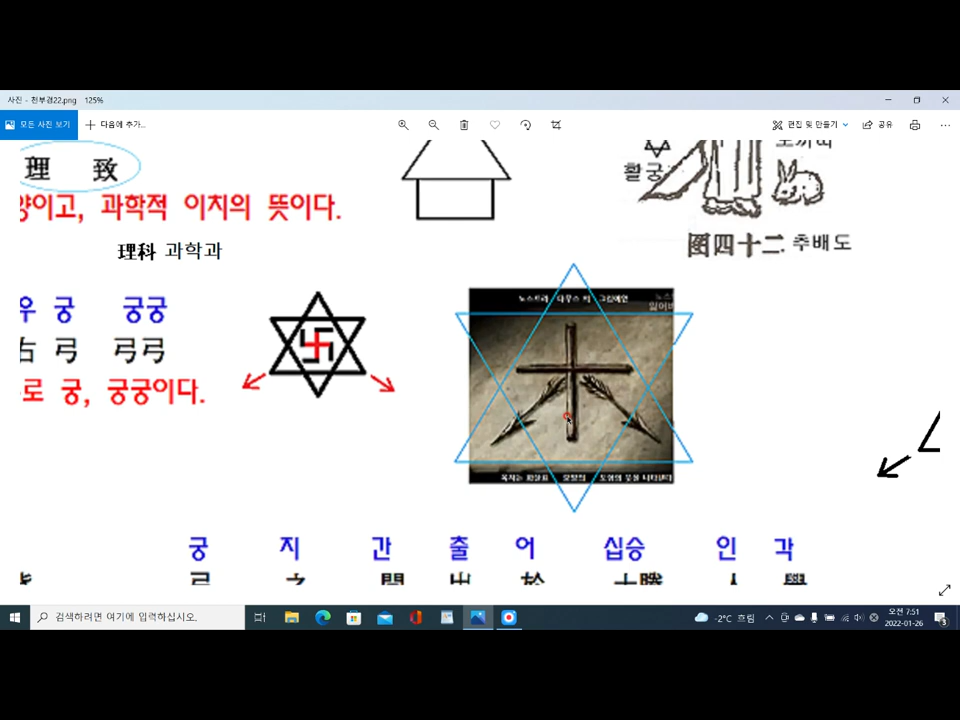 사진 - 천부경22.png 125%
모든 사진 보기 다음에 추가... 편집 및 만들기 공유
理 致
양이고, 과학적 이치의 뜻이다.
理科 과학과
활궁
圖四十二 추배도
우 궁 궁궁
右 弓 弓弓
로 궁, 궁궁이다.
궁 지 간 출 어 십승 인 각
검색하려면 여기에 입력하십시오.
-2°C 흐림
오전 7:51
2022-01-26
3